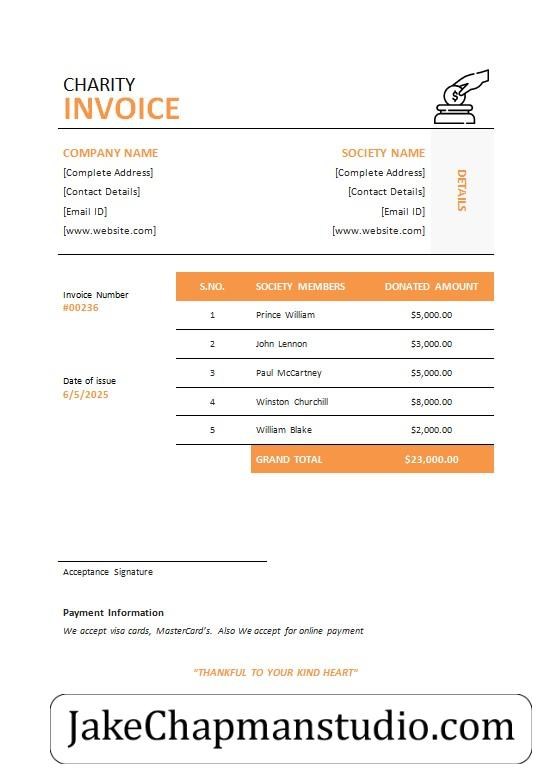 CHARITY
INVOICE
$
COMPANY NAME
[Complete Address]
[Contact Details]
[Email ID]
[www.website.com]
SOCIETY NAME
[Complete Address]
[Contact Details]
[Email ID]
[www.website.com]
DETAILS
Invoice Number
#00236
Date of issue
6/5/2025
S.NO. SOCIETY MEMBERS DONATED AMOUNT
1 Prince William $5,000.00
2 John Lennon $3,000.00
3 Paul McCartney $5,000.00
4 Winston Churchill $8,000.00
5 William Blake $2,000.00
GRAND TOTAL $23,000.00
Acceptance Signature
Payment Information
We accept visa cards, MasterCard's. Also We accept for online payment
"THANKFUL TO YOUR KIND HEART"
JakeChapmanstudio.com